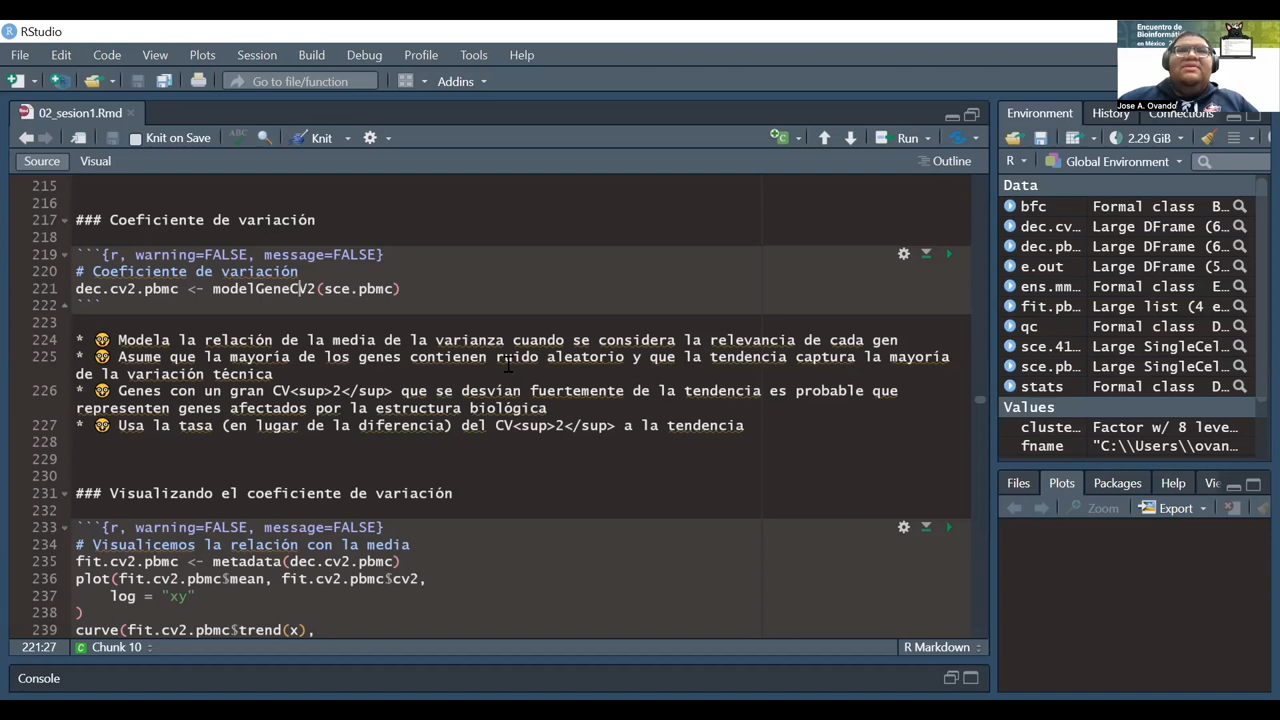 RStudio
File Edit Code View Plots Session Build Debug Profile Tools Help
Go to file/function Addins
Encuentro de
Bioinformática
en México
Jose A. Ovando
02_sesion1.Rmd
Knit on Save ABC Knit Run
Source Visual Outline
215
216
217 ### Coeficiente de variación
218
219 ```{r, warning=FALSE, message=FALSE}
220 # Coeficiente de variación
221 dec.cv2.pbmc <- modelGeneCV2(sce.pbmc)
222 ```
223
224 * 🤓 Modela la relación de la media de la varianza cuando se considera la relevancia de cada gen
225 * 🤓 Asume que la mayoría de los genes contienen ruido aleatorio y que la tendencia captura la mayoría
de la variación técnica
226 * 🤓 Genes con un gran CV<sup>2</sup> que se desvían fuertemente de la tendencia es probable que
representen genes afectados por la estructura biológica
227 * 🤓 Usa la tasa (en lugar de la diferencia) del CV<sup>2</sup> a la tendencia
228
229
230
231 ### Visualizando el coeficiente de variación
232
233 ```{r, warning=FALSE, message=FALSE}
234 # Visualicemos la relación con la media
235 fit.cv2.pbmc <- metadata(dec.cv2.pbmc)
236 plot(fit.cv2.pbmc$mean, fit.cv2.pbmc$cv2,
237 log = "xy"
238 )
239 curve(fit.cv2.pbmc$trend(x),
221:27 Chunk 10 R Markdown
Console
Environment History Connections
2.29 GiB
R Global Environment
Data
bfc Formal class B…
dec.cv… Large DFrame (6…
dec.pb… Large DFrame (6…
e.out Large DFrame (5…
ens.mm… Formal class E…
fit.pb… Large list (4 e…
qc Formal class D…
sce.41… Large SingleCel…
sce.pb… Large SingleCel…
stats Formal class D…
Values
cluste… Factor w/ 8 leve…
fname "C:\\Users\\ovan…
Files Plots Packages Help Vi
Zoom Export